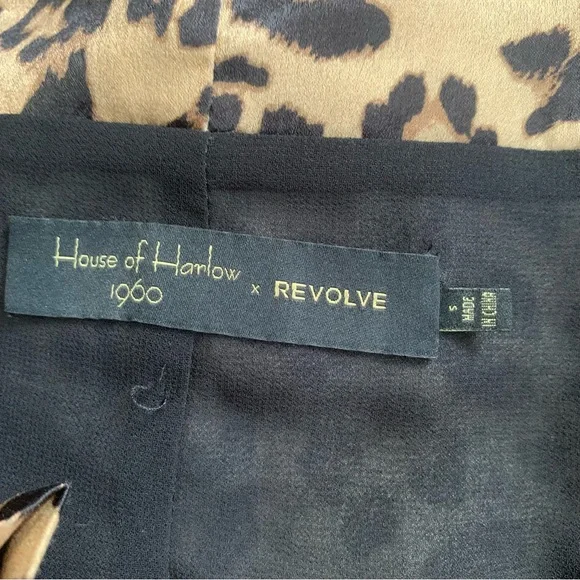 House of Harlow
1960
x REVOLVE
S
MADE
IN CHINA